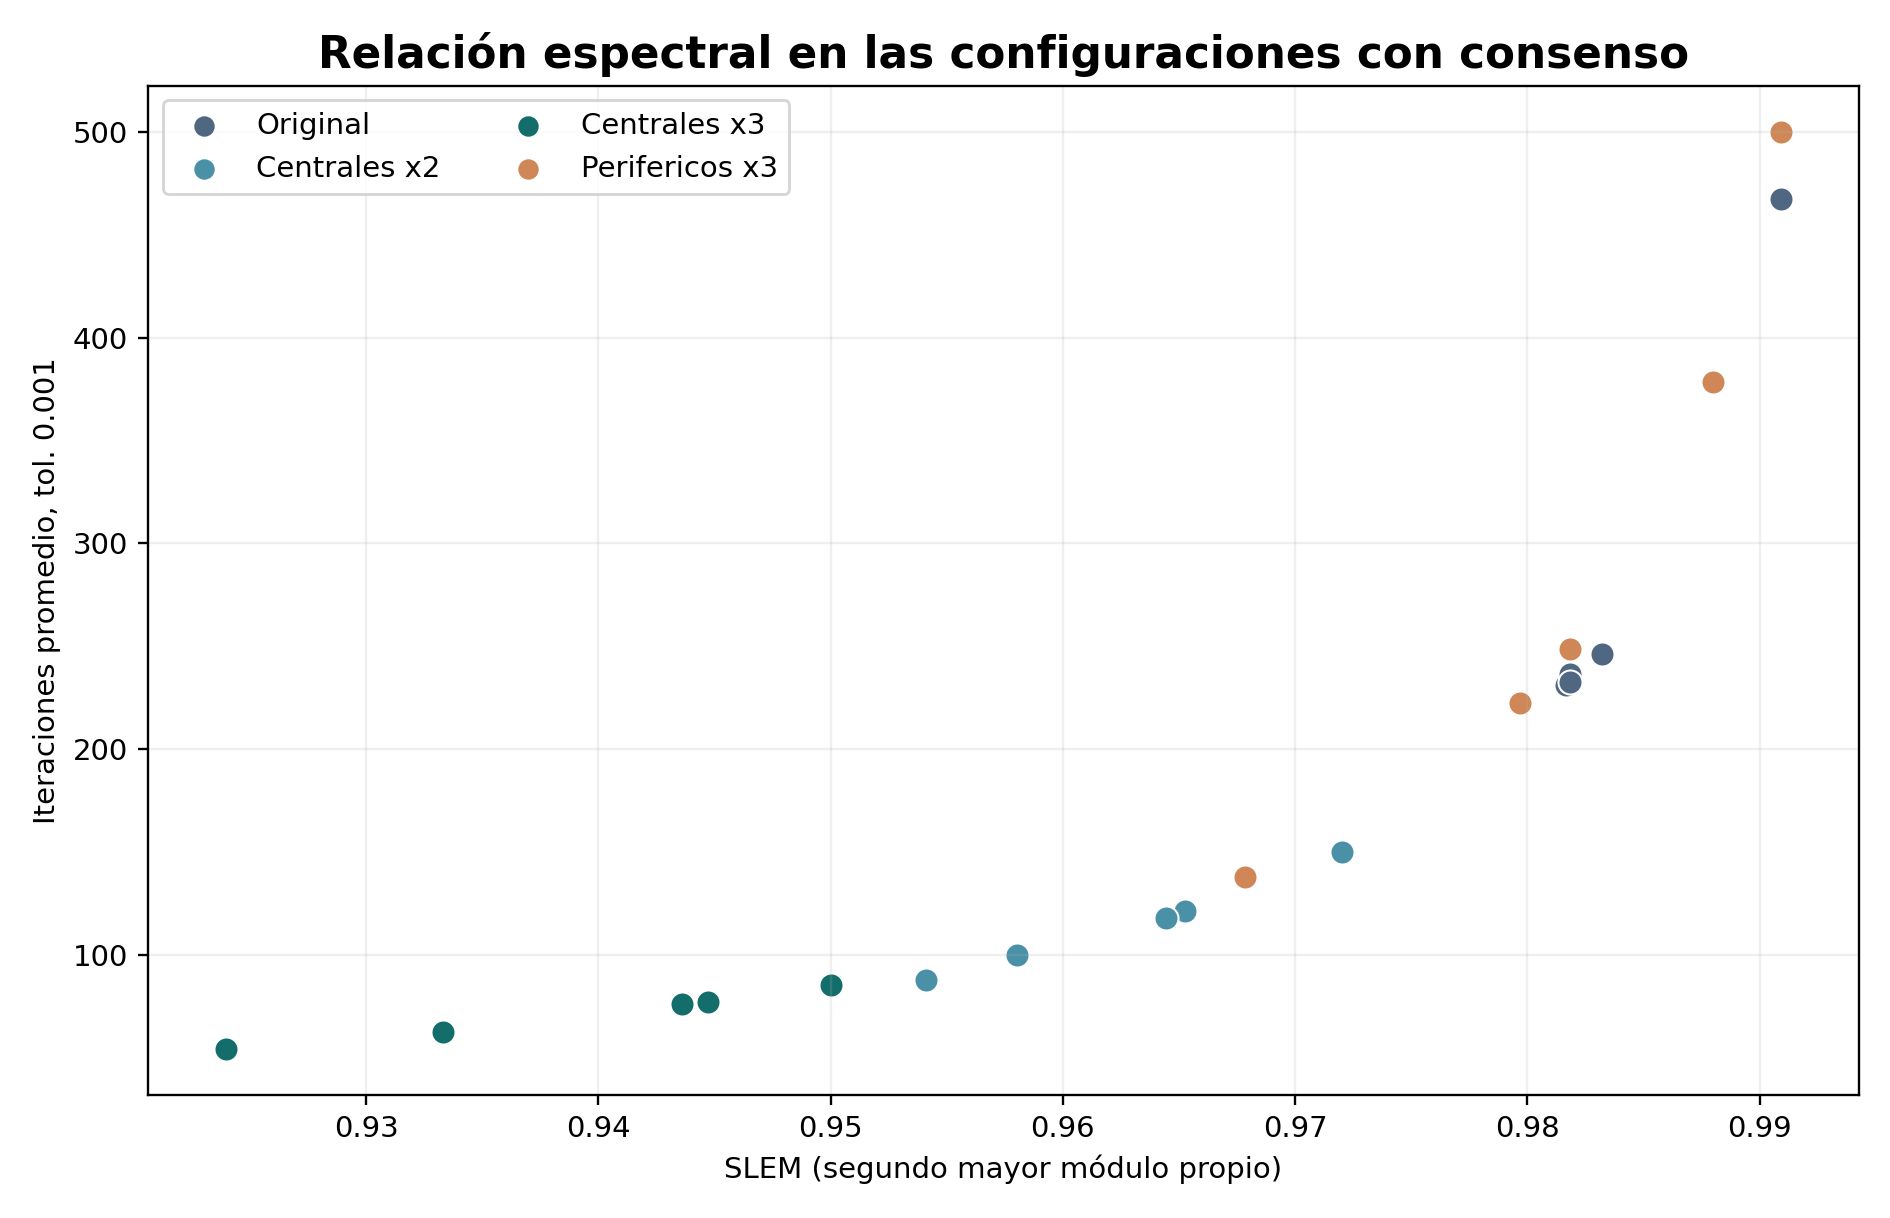 Relación espectral en las configuraciones con consenso
Original
Centrales x2
Centrales x3
Perifericos x3
Iteraciones promedio, tol. 0.001
500
400
300
200
100
0.93
0.94
0.95
0.96
0.97
0.98
0.99
SLEM (segundo mayor módulo propio)